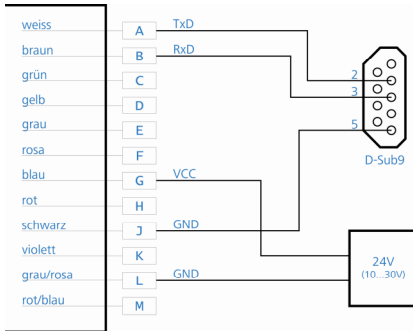 weiss A TxD
braun B RxD
grün C
2
gelb D
3
grau E
5
rosa F
D-Sub9
blau G VCC
rot H
schwarz J GND
violett K
24V
grau/rosa L GND
(10...30V)
rot/blau M